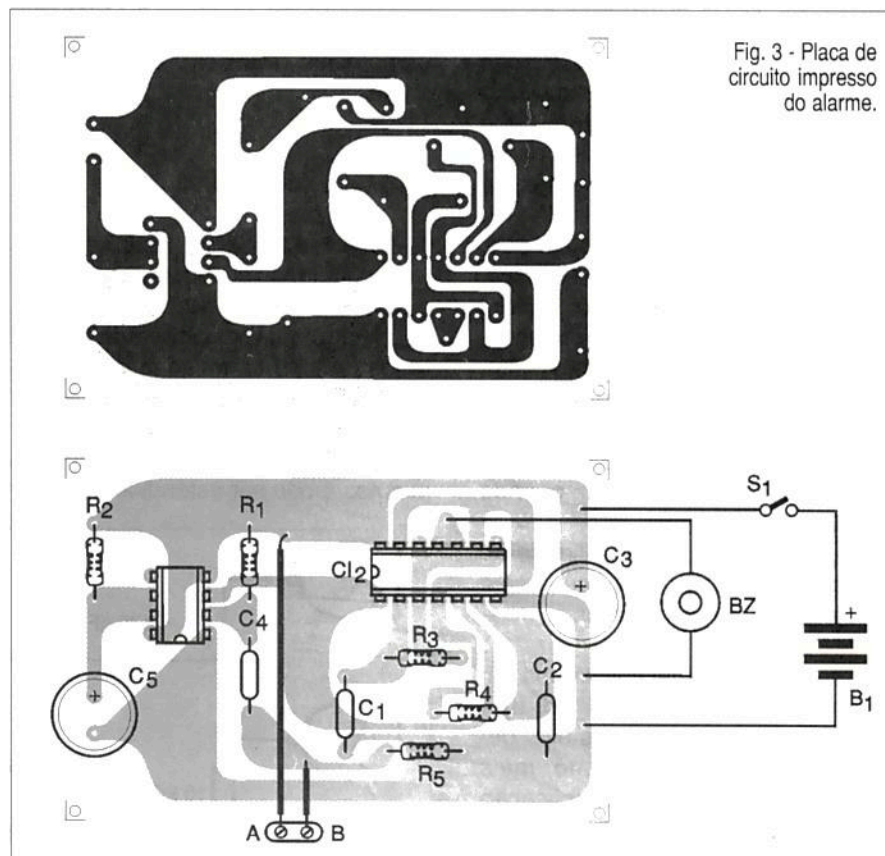 Fig. 3 - Placa de
circuito impresso
do alarme.
S1
R2
R1
CI2
C3
+
BZ
+
C4
R3
C2
B1
C5
+
C1
R4
R5
A
B